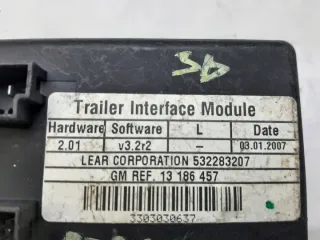 Trailer Interface Module
Hardware Software L Date
2.01 v3.2r2 – 03.01.2007
LEAR CORPORATION 532283207
GM REF. 13 186 457
3303030637